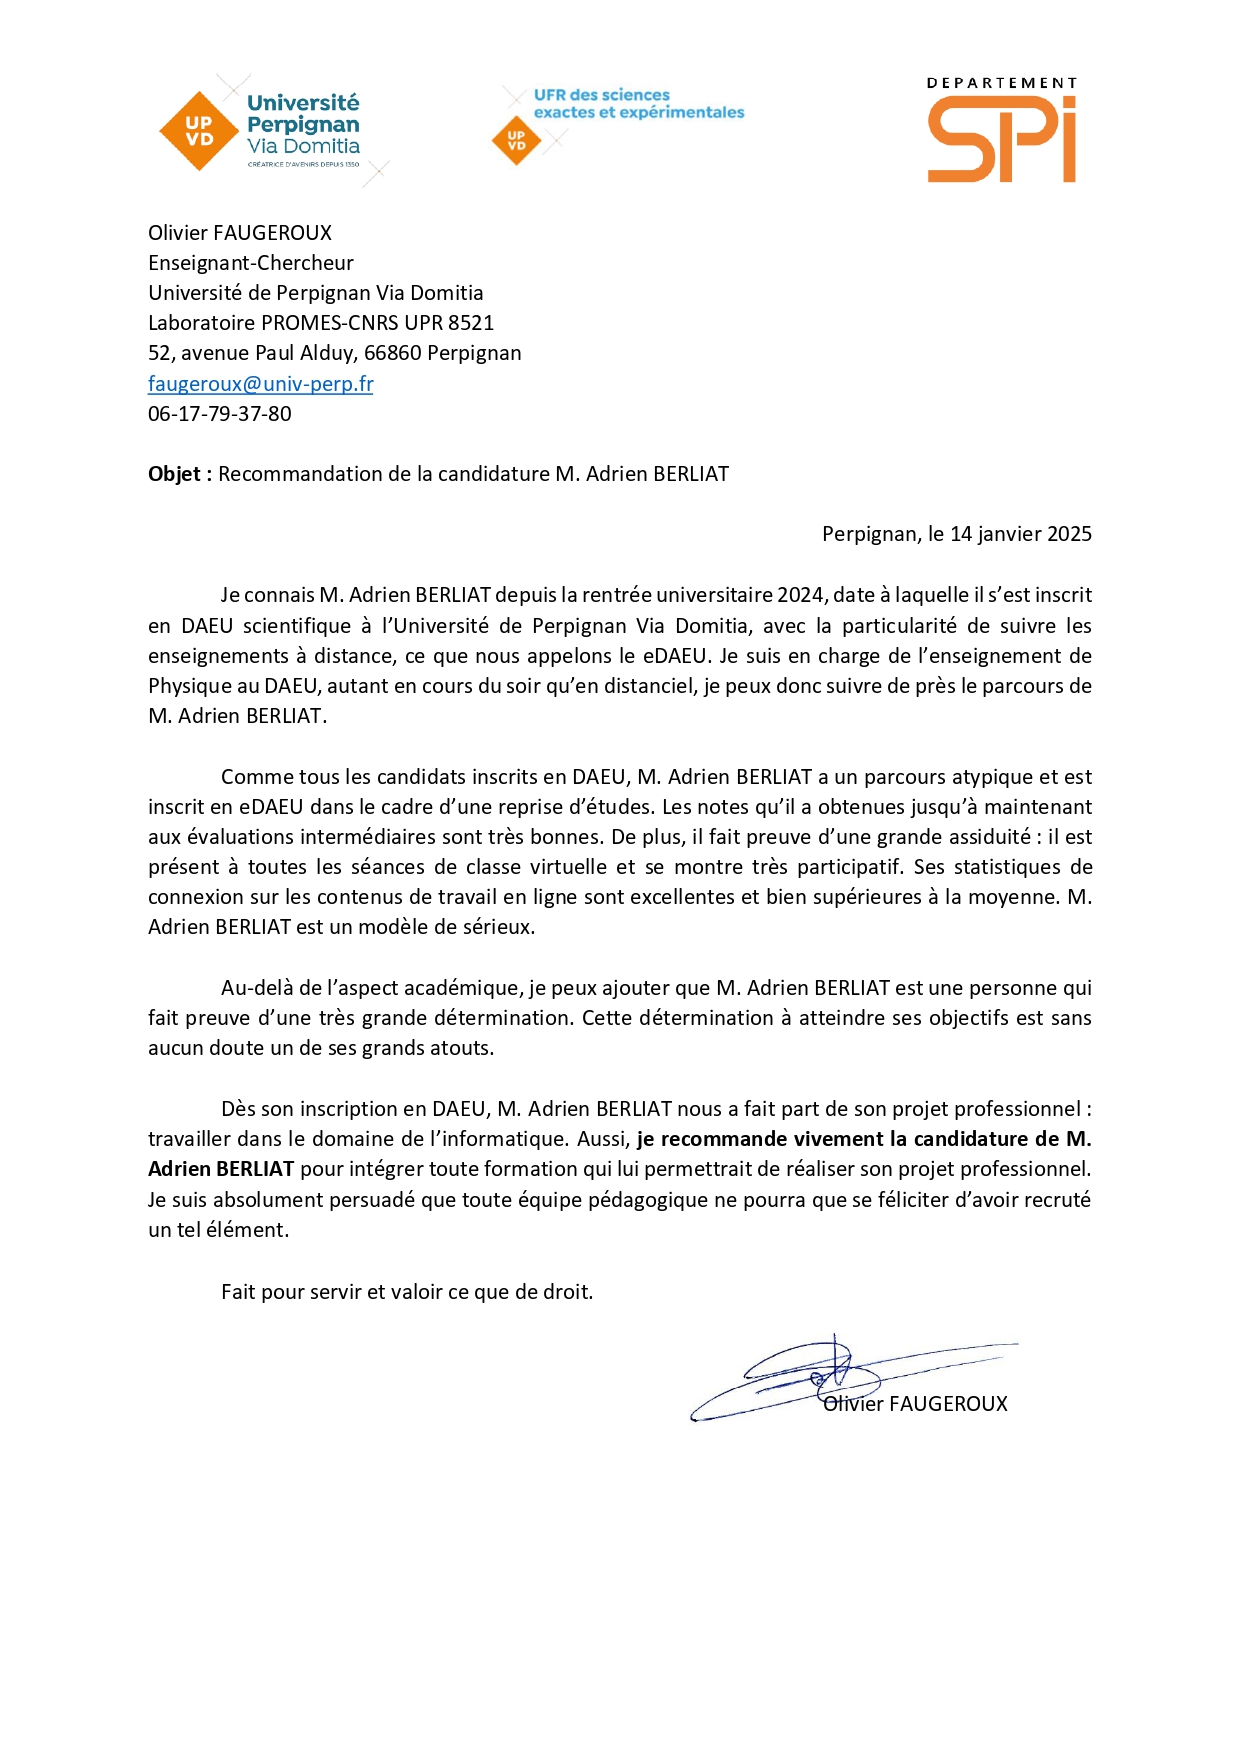 UP
VD
Université
Perpignan
Via Domitia
CRÉATRICE D'AVENIRS DEPUIS 1350
UFR des sciences
exactes et expérimentales
UP
VD
DEPARTEMENT
SPi
Olivier FAUGEROUX
Enseignant-Chercheur
Université de Perpignan Via Domitia
Laboratoire PROMES-CNRS UPR 8521
52, avenue Paul Alduy, 66860 Perpignan
faugeroux@univ-perp.fr
06-17-79-37-80
Objet : Recommandation de la candidature M. Adrien BERLIAT
Perpignan, le 14 janvier 2025
Je connais M. Adrien BERLIAT depuis la rentrée universitaire 2024, date à laquelle il s’est inscrit
en DAEU scientifique à l’Université de Perpignan Via Domitia, avec la particularité de suivre les
enseignements à distance, ce que nous appelons le eDAEU. Je suis en charge de l’enseignement de
Physique au DAEU, autant en cours du soir qu’en distanciel, je peux donc suivre de près le parcours de
M. Adrien BERLIAT.
Comme tous les candidats inscrits en DAEU, M. Adrien BERLIAT a un parcours atypique et est
inscrit en eDAEU dans le cadre d’une reprise d’études. Les notes qu’il a obtenues jusqu’à maintenant
aux évaluations intermédiaires sont très bonnes. De plus, il fait preuve d’une grande assiduité : il est
présent à toutes les séances de classe virtuelle et se montre très participatif. Ses statistiques de
connexion sur les contenus de travail en ligne sont excellentes et bien supérieures à la moyenne. M.
Adrien BERLIAT est un modèle de sérieux.
Au-delà de l’aspect académique, je peux ajouter que M. Adrien BERLIAT est une personne qui
fait preuve d’une très grande détermination. Cette détermination à atteindre ses objectifs est sans
aucun doute un de ses grands atouts.
Dès son inscription en DAEU, M. Adrien BERLIAT nous a fait part de son projet professionnel :
travailler dans le domaine de l’informatique. Aussi, je recommande vivement la candidature de M.
Adrien BERLIAT pour intégrer toute formation qui lui permettrait de réaliser son projet professionnel.
Je suis absolument persuadé que toute équipe pédagogique ne pourra que se féliciter d’avoir recruté
un tel élément.
Fait pour servir et valoir ce que de droit.
Olivier FAUGEROUX